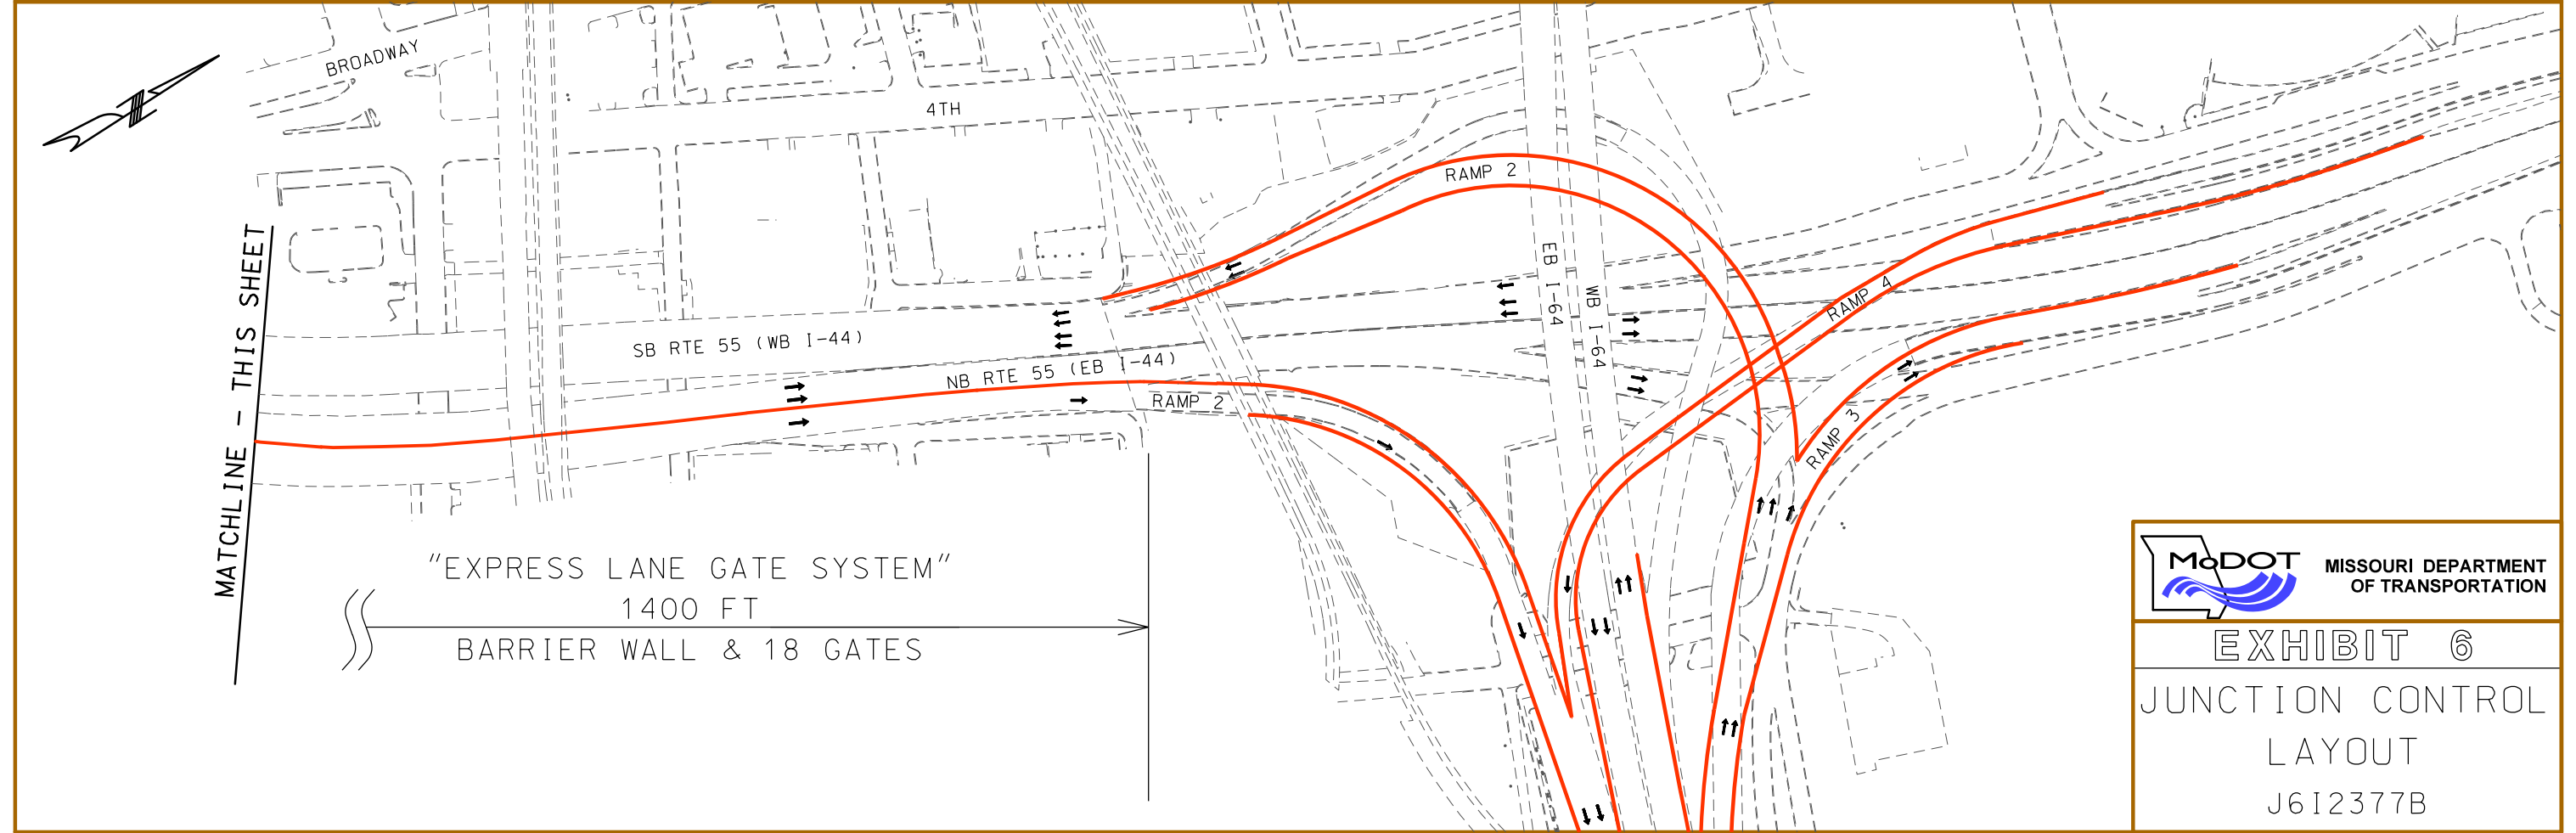 BROADWAY
4TH
RAMP 2
EB I-64
WB I-64
RAMP 4
SB RTE 55 (WB I-44)
NB RTE 55 (EB I-44)
RAMP 2
RAMP 3
MATCHLINE - THIS SHEET
"EXPRESS LANE GATE SYSTEM"
1400 FT
BARRIER WALL & 18 GATES
N
MoDOT
MISSOURI DEPARTMENT
OF TRANSPORTATION
EXHIBIT 6
JUNCTION CONTROL
LAYOUT
J6I2377B